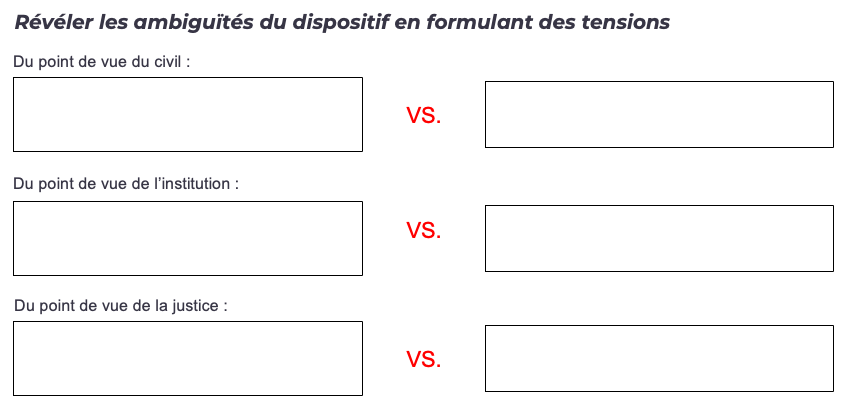 Révéler les ambiguïtés du dispositif en formulant des tensions
Du point de vue du civil :
VS.
Du point de vue de l’institution :
VS.
Du point de vue de la justice :
VS.